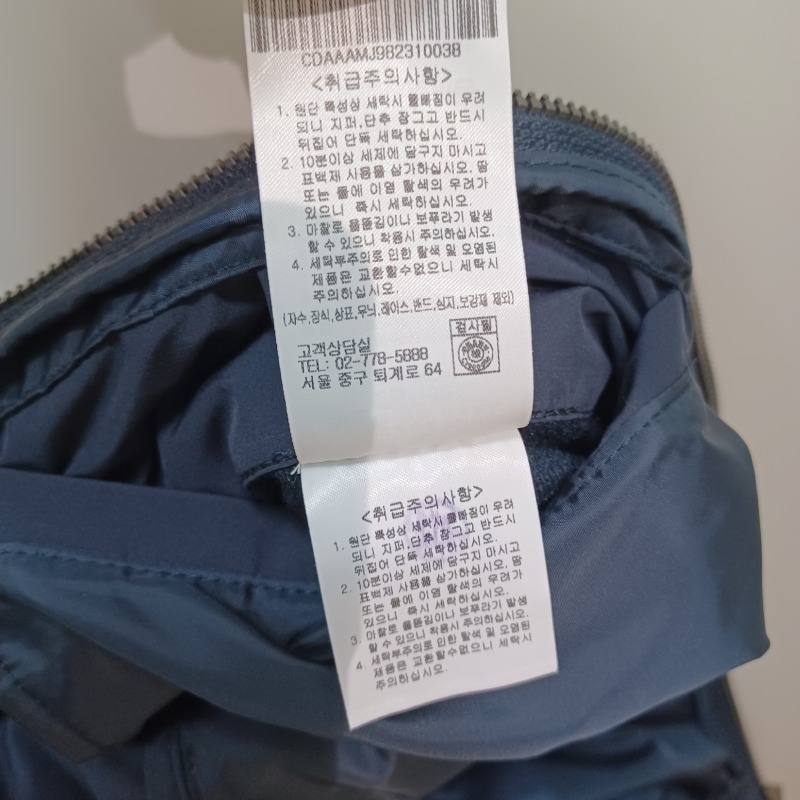 CDAAAMJ982310038
<취급주의사항>
1. 원단 특성상 세탁시 물빠짐이 우려
되니 지퍼,단추 잠그고 반드시
뒤집어 단독 세탁하십시오.
2. 10분이상 세제에 담구지 마시고
표백제 사용을 삼가하십시오. 땀
또는 물에 이염 탈색의 우려가
있으니 즉시 세탁하십시오.
3. 마찰로 올뜯김이나 보푸라기 발생
할 수 있으니 착용시 주의하십시오.
4. 세탁부주의로 인한 탈색 및 오염된
제품은 교환할수없으니 세탁시
주의하십시오.
(자수,장식,상표,무늬,레이스,밴드,심지,보강재 제외)
검사필
고객상담실
TEL: 02-778-5888
서울 중구 퇴계로 64
<취급주의사항>
1. 원단 특성상 세탁시 물빠짐이 우려
되니 지퍼,단추 잠그고 반드시
뒤집어 단독 세탁하십시오.
2. 10분이상 세제에 담구지 마시고
표백제 사용을 삼가하십시오. 땀
또는 물에 이염 탈색의 우려가
있으니 즉시 세탁하십시오.
3. 마찰로 올뜯김이나 보푸라기 발생
할 수 있으니 착용시 주의하십시오.
4. 세탁부주의로 인한 탈색 및 오염된
제품은 교환할수없으니 세탁시
주의하십시오.